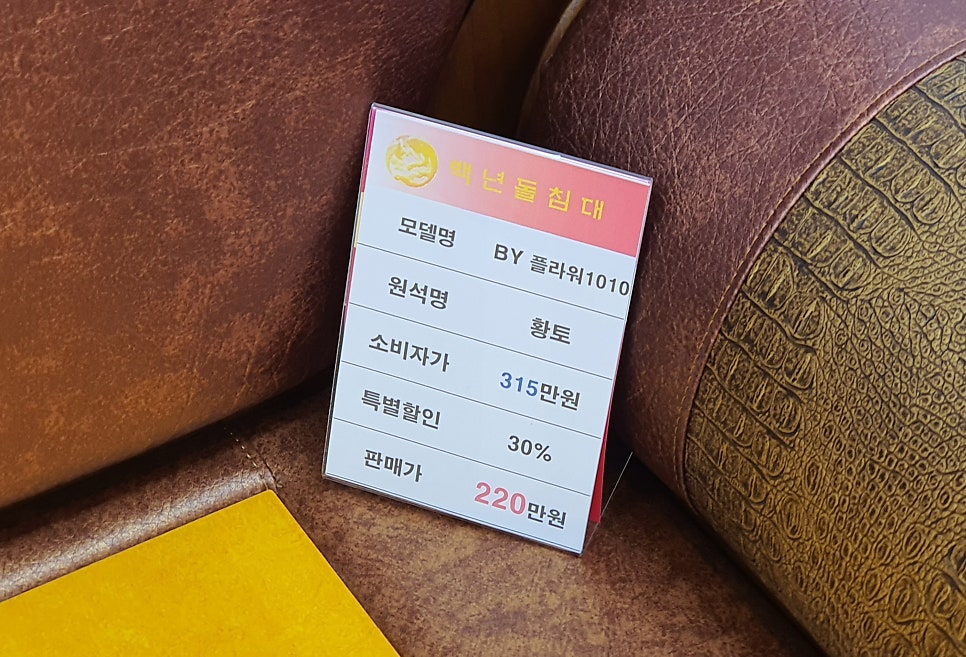 백년돌침대
모델명 BY 플라워1010
원석명 황토
소비자가 315만원
특별할인 30%
판매가 220만원